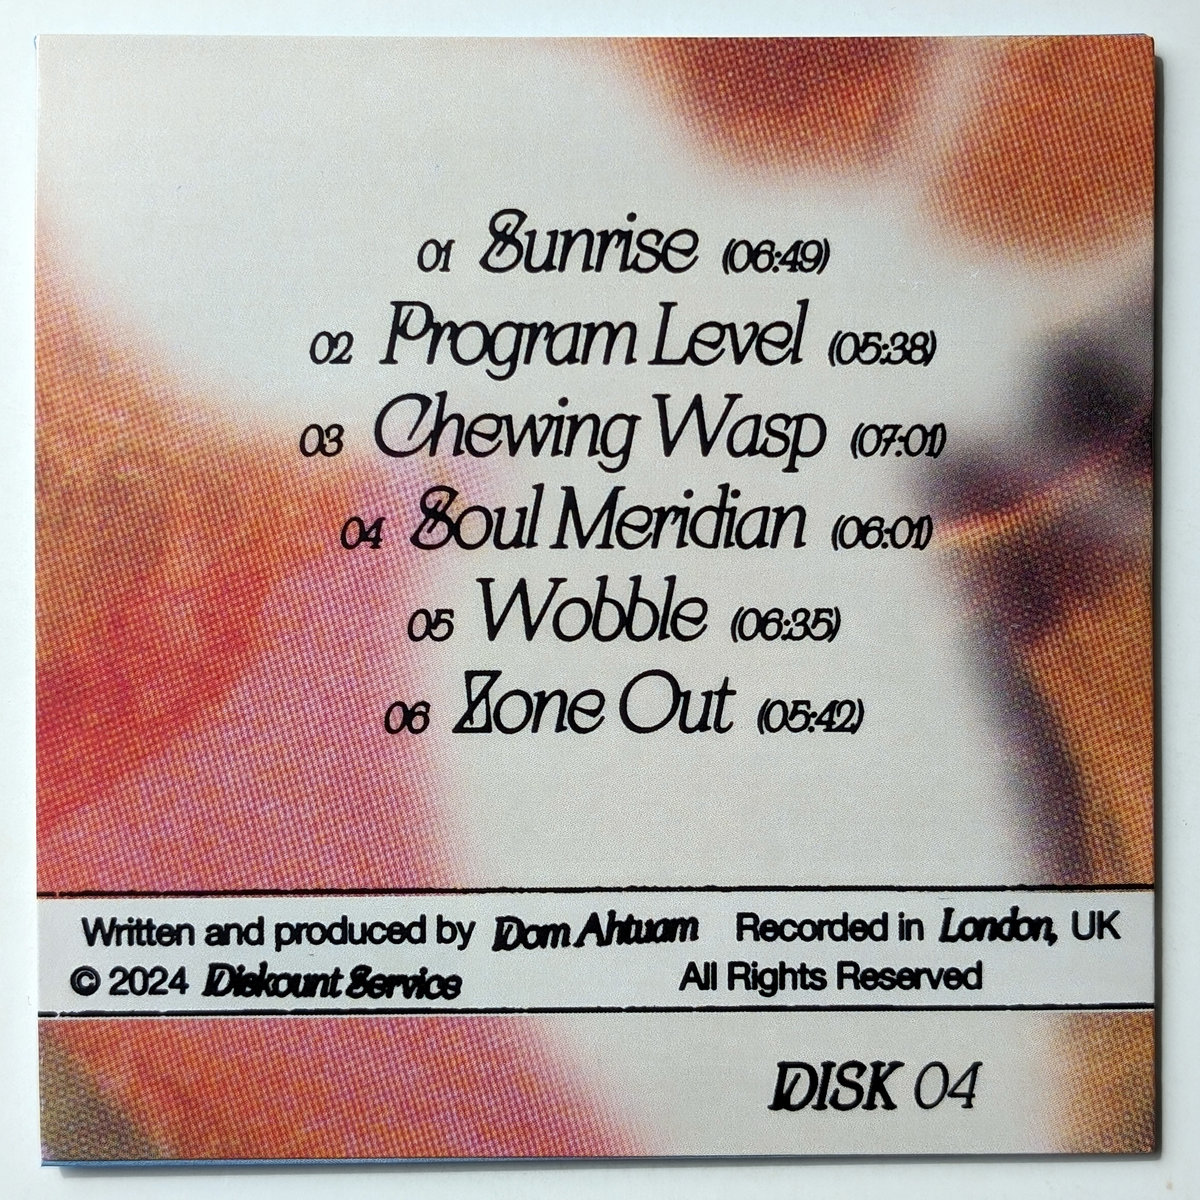 01 Sunrise (06:49)
02 Program Level (05:38)
03 Chewing Wasp (07:01)
04 Soul Meridian (06:01)
05 Wobble (06:35)
06 Zone Out (05:42)
Written and produced by Dom Ahtuam Recorded in London, UK
© 2024 Diskount Service All Rights Reserved
DISK 04